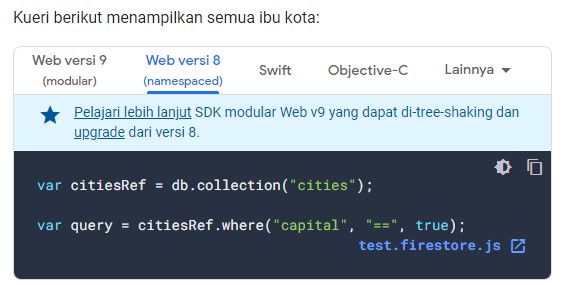 Kueri berikut menampilkan semua ibu kota:
Web versi 9 Web versi 8 Swift Objective-C Lainnya
(modular) (namespaced)
Pelajari lebih lanjut SDK modular Web v9 yang dapat di-tree-shaking dan
upgrade dari versi 8.
var citiesRef = db.collection("cities");
var query = citiesRef.where("capital", "==", true);
test.firestore.js